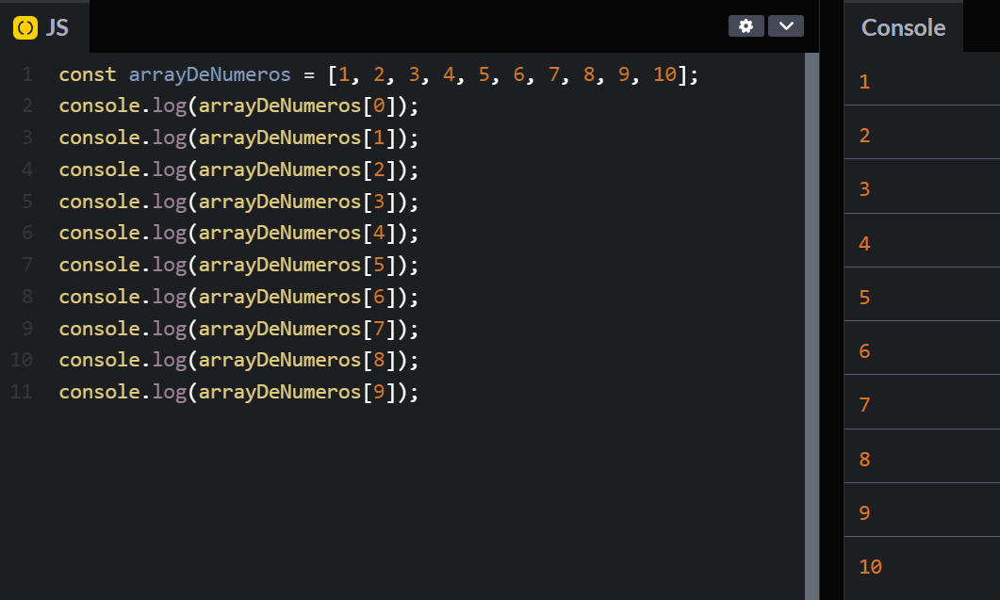 JS
1 const arrayDeNumeros = [1, 2, 3, 4, 5, 6, 7, 8, 9, 10];
2 console.log(arrayDeNumeros[0]);
3 console.log(arrayDeNumeros[1]);
4 console.log(arrayDeNumeros[2]);
5 console.log(arrayDeNumeros[3]);
6 console.log(arrayDeNumeros[4]);
7 console.log(arrayDeNumeros[5]);
8 console.log(arrayDeNumeros[6]);
9 console.log(arrayDeNumeros[7]);
10 console.log(arrayDeNumeros[8]);
11 console.log(arrayDeNumeros[9]);
Console
1
2
3
4
5
6
7
8
9
10